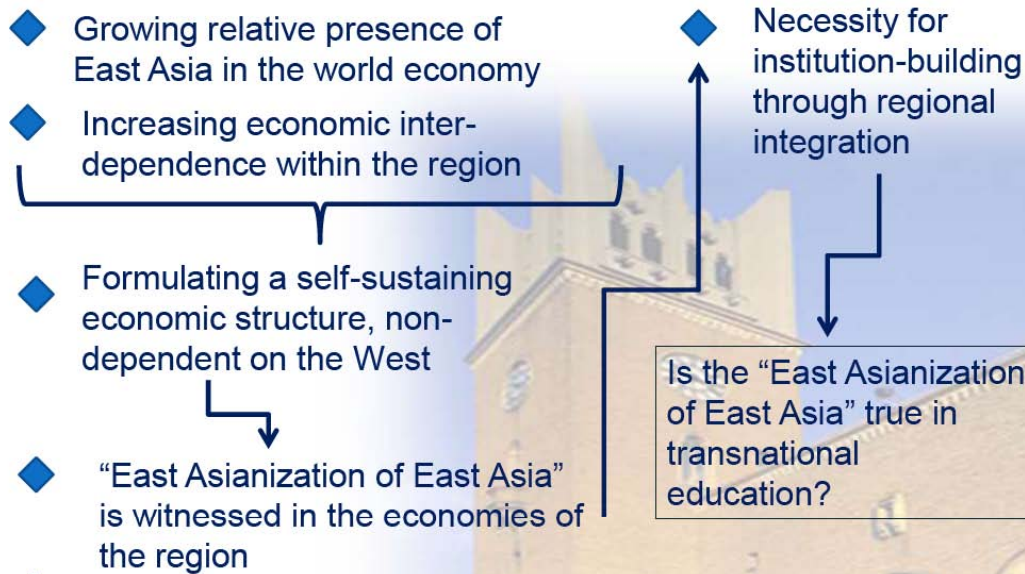 Growing relative presence of
East Asia in the world economy
Increasing economic inter-
dependence within the region
Formulating a self-sustaining
economic structure, non-
dependent on the West
“East Asianization of East Asia”
is witnessed in the economies of
the region
Necessity for
institution-building
through regional
integration
Is the “East Asianization
of East Asia” true in
transnational
education?